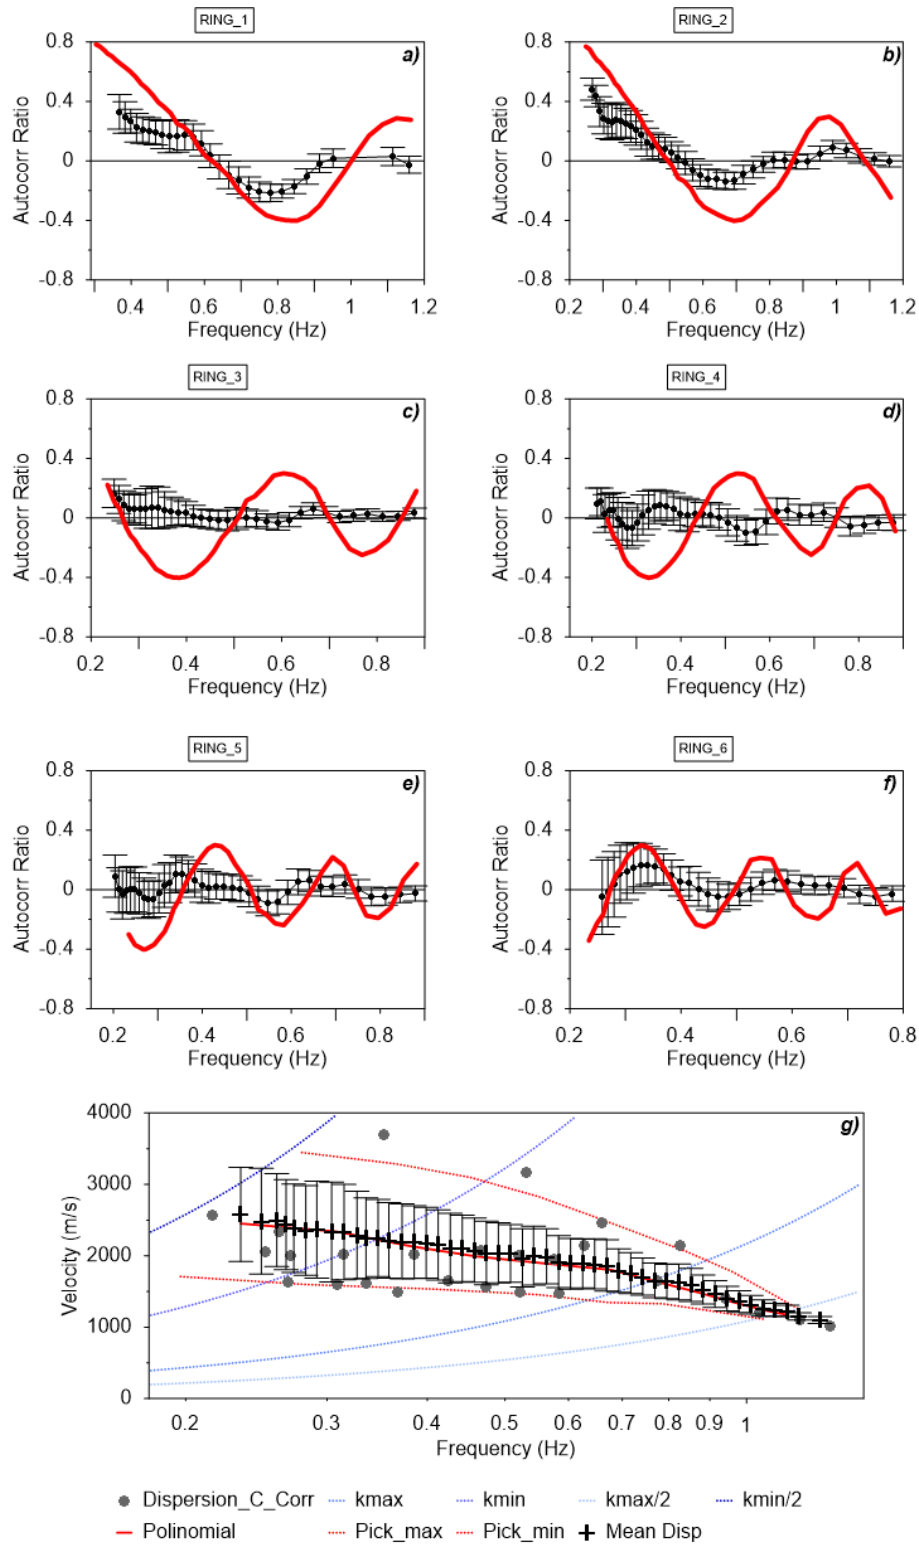 RING_1
RING_2
0.8
0.4
0
-0.4
-0.8
Autocorr Ratio
a)
0.4
0.6
0.8
1
1.2
Frequency (Hz)
0.8
0.4
0
-0.4
-0.8
Autocorr Ratio
b)
0.2
0.4
0.6
0.8
1
1.2
Frequency (Hz)
RING_3
RING_4
0.8
0.4
0
-0.4
-0.8
Autocorr Ratio
c)
0.2
0.4
0.6
0.8
Frequency (Hz)
0.8
0.4
0
-0.4
-0.8
Autocorr Ratio
d)
0.2
0.4
0.6
0.8
Frequency (Hz)
RING_5
RING_6
0.8
0.4
0
-0.4
-0.8
Autocorr Ratio
e)
0.2
0.4
0.6
0.8
Frequency (Hz)
0.8
0.4
0
-0.4
-0.8
Autocorr Ratio
f)
0.2
0.4
0.6
0.8
Frequency (Hz)
4000
3000
2000
1000
0
Velocity (m/s)
g)
0.2
0.3
0.4
0.5
0.6
0.7
0.8
0.9
1
Frequency (Hz)
Dispersion_C_Corr kmax kmin kmax/2 kmin/2
Polinomial Pick_max Pick_min Mean Disp